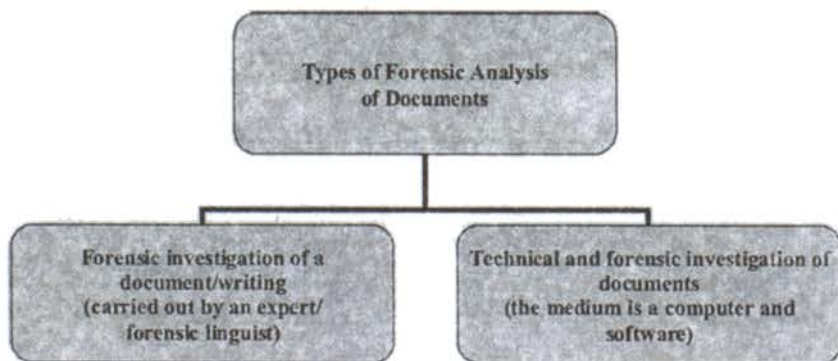 Types of Forensic Analysis
of Documents
Forensic investigation of a
document/writing
(carried out by an expert/
forensic linguist)
Technical and forensic investigation of
documents
(the medium is a computer and
software)